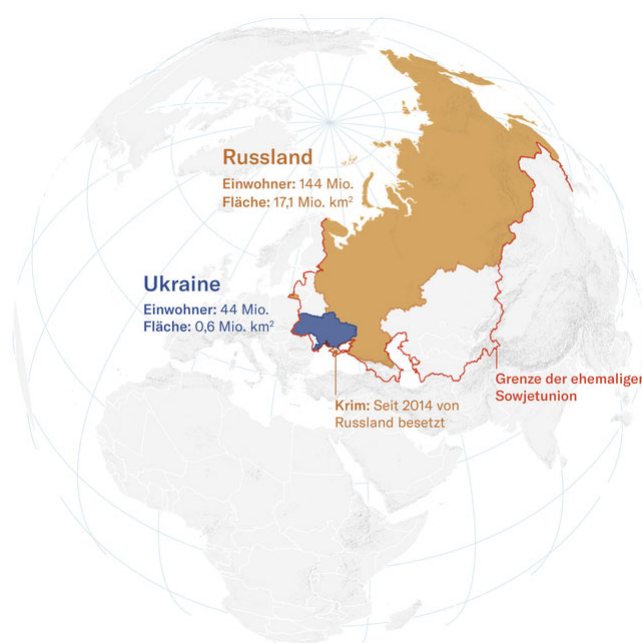 Russland
Einwohner: 144 Mio.
Fläche: 17,1 Mio. km²
Ukraine
Einwohner: 44 Mio.
Fläche: 0,6 Mio. km²
Grenze der ehemaligen
Sowjetunion
Krim: Seit 2014 von
Russland besetzt